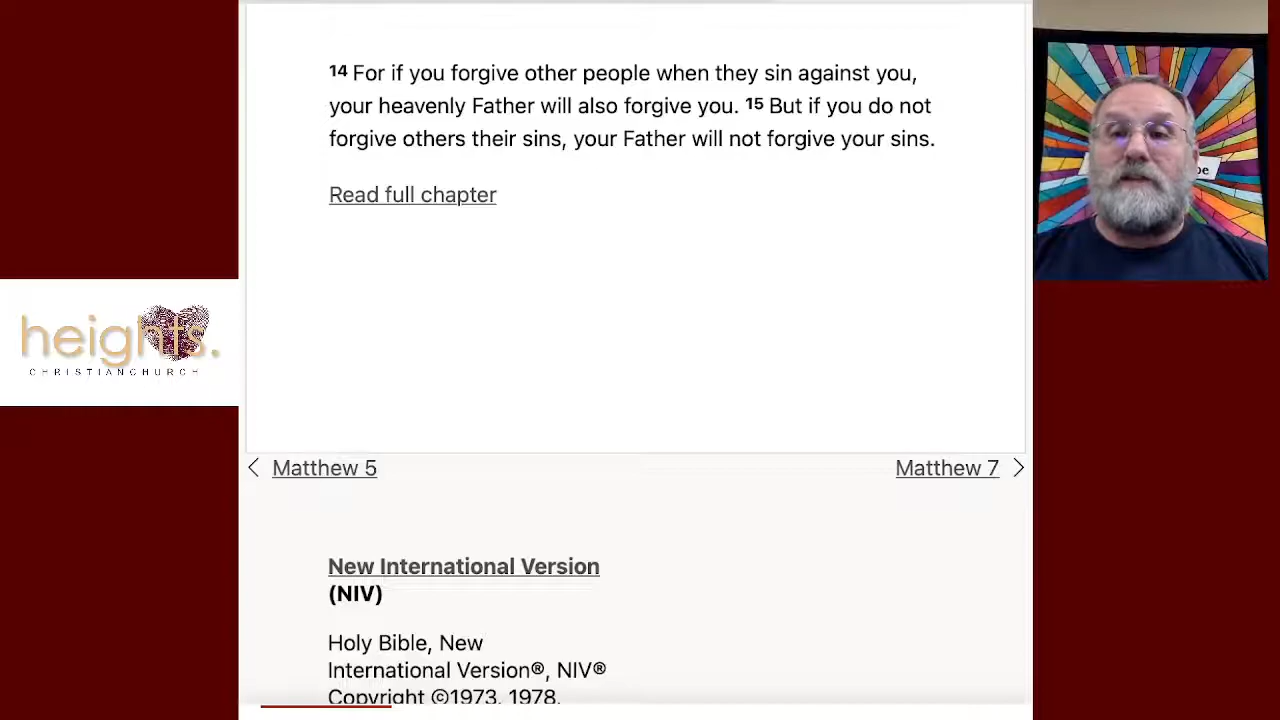 14 For if you forgive other people when they sin against you,
your heavenly Father will also forgive you. 15 But if you do not
forgive others their sins, your Father will not forgive your sins.
Read full chapter
heights.
CHRISTIANCHURCH
Matthew 5
Matthew 7
New International Version
(NIV)
Holy Bible, New
International Version®, NIV®
Copyright ©1973, 1978,